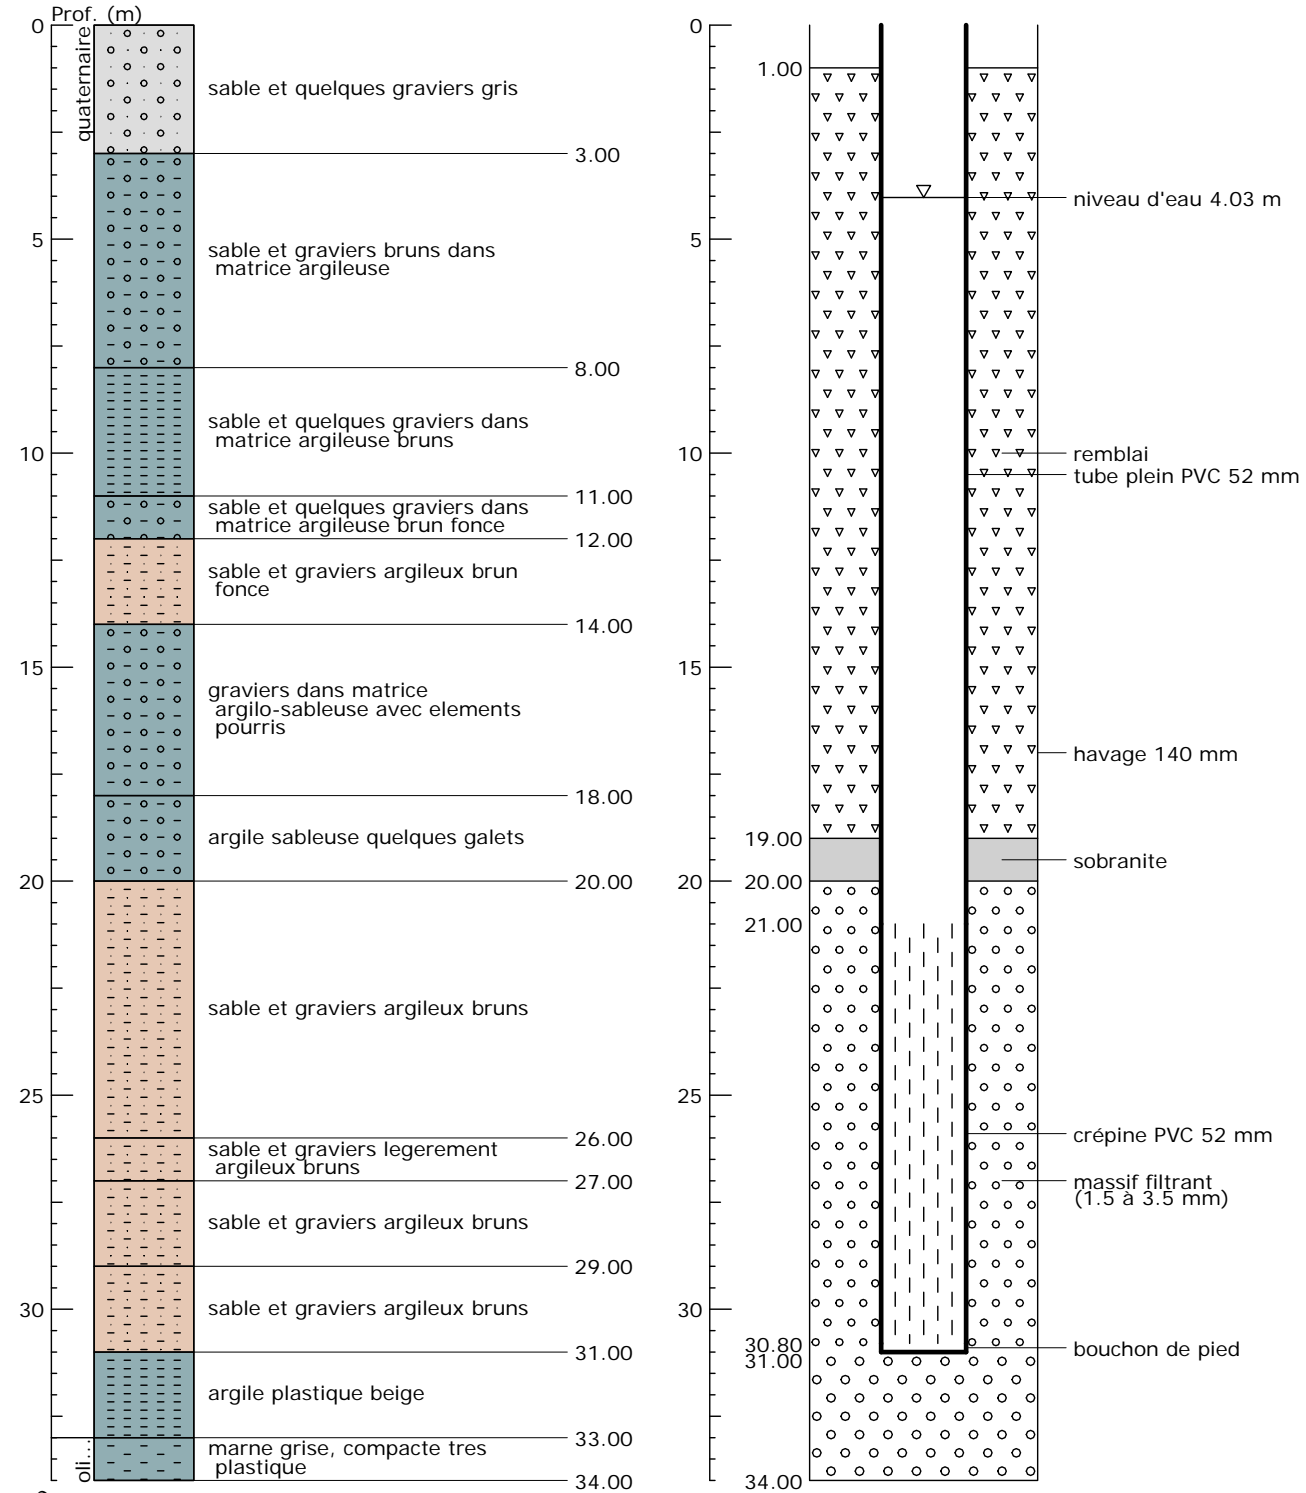 Prof. (m)
0
quaternaire
sable et quelques graviers gris
3.00
5
sable et graviers bruns dans
matrice argileuse
8.00
sable et quelques graviers dans
matrice argileuse bruns
10
11.00
sable et quelques graviers dans
matrice argileuse brun fonce
12.00
sable et graviers argileux brun
fonce
14.00
15
graviers dans matrice
argilo-sableuse avec elements
pourris
18.00
argile sableuse quelques galets
20
20.00
sable et graviers argileux bruns
25
26.00
sable et graviers legerement
argileux bruns
27.00
sable et graviers argileux bruns
29.00
30
sable et graviers argileux bruns
31.00
argile plastique beige
33.00
oli...
marne grise, compacte tres
plastique
34.00
0
1.00
niveau d'eau 4.03 m
5
10
remblai
tube plein PVC 52 mm
15
havage 140 mm
19.00
sobranite
20
20.00
21.00
25
crépine PVC 52 mm
massif filtrant
(1.5 à 3.5 mm)
30
30.80
bouchon de pied
31.00
34.00